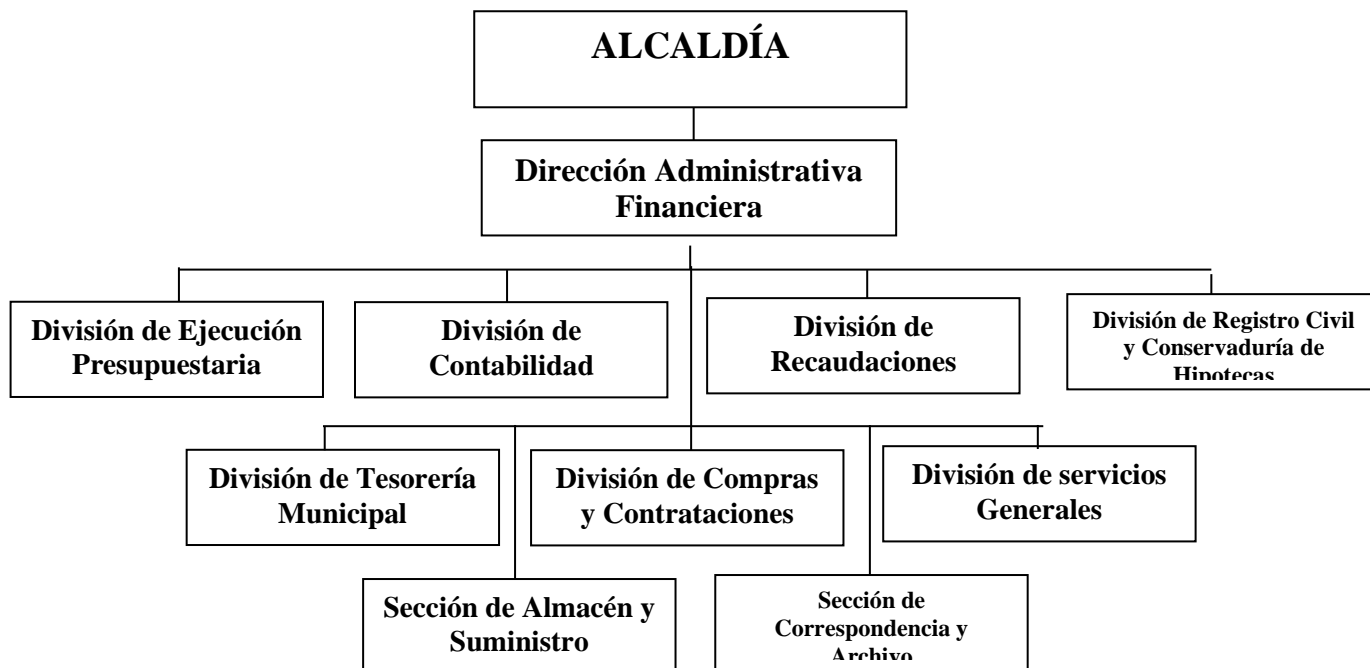 ALCALDÍA
Dirección Administrativa
Financiera
División de Ejecución
Presupuestaria
División de
Contabilidad
División de
Recaudaciones
División de Registro Civil
y Conservaduría de
Hipotecas
División de Tesorería
Municipal
División de Compras
y Contrataciones
División de servicios
Generales
Sección de Almacén y
Suministro
Sección de
Correspondencia y
Archivo